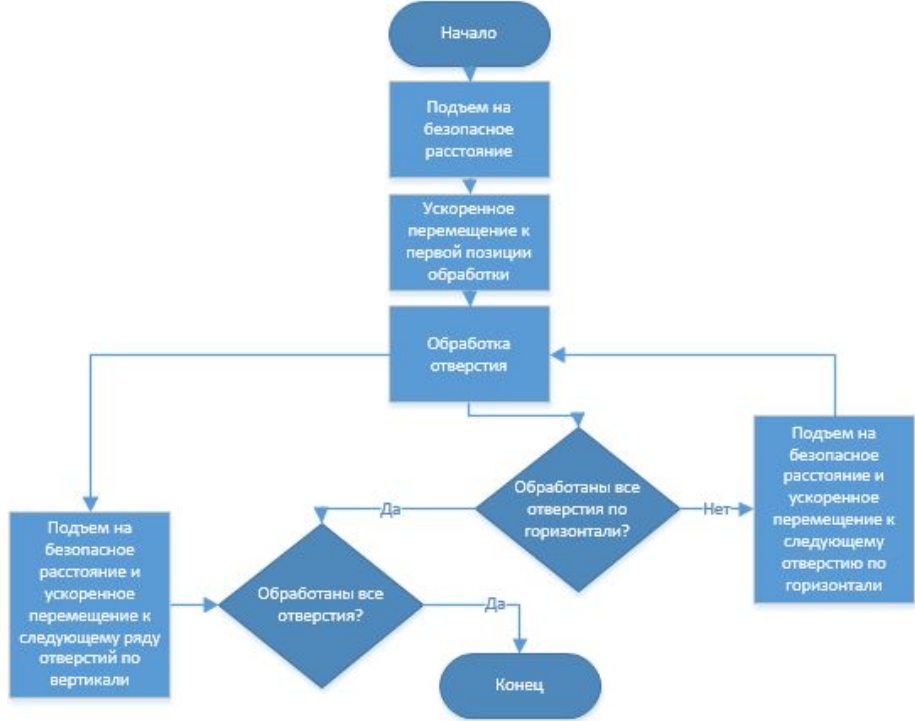 Начало
Подъем на
безопасное
расстояние
Ускоренное
перемещение к
первой позиции
обработки
Обработка
отверстия
Обработаны все
отверстия по
горизонтали?
Да
Нет
Подъем на
безопасное
расстояние и
ускоренное
перемещение к
следующему
отверстию по
горизонтали
Подъем на
безопасное
расстояние и
ускоренное
перемещение к
следующему ряду
отверстий по
вертикали
Обработаны все
отверстия?
Да
Конец